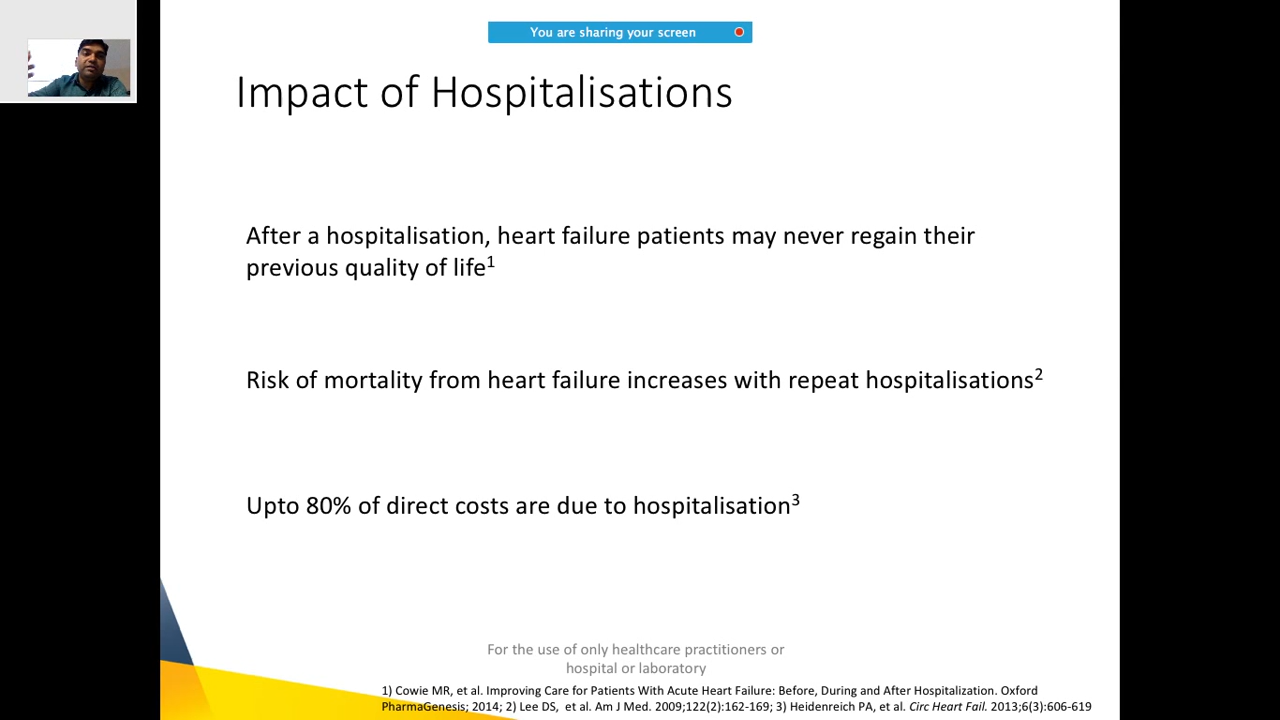 You are sharing your screen
Impact of Hospitalisations
After a hospitalisation, heart failure patients may never regain their
previous quality of life1
Risk of mortality from heart failure increases with repeat hospitalisations2
Upto 80% of direct costs are due to hospitalisation3
For the use of only healthcare practitioners or
hospital or laboratory
1) Cowie MR, et al. Improving Care for Patients With Acute Heart Failure: Before, During and After Hospitalization. Oxford
PharmaGenesis; 2014; 2) Lee DS,  et al. Am J Med. 2009;122(2):162-169; 3) Heidenreich PA, et al. Circ Heart Fail. 2013;6(3):606-619